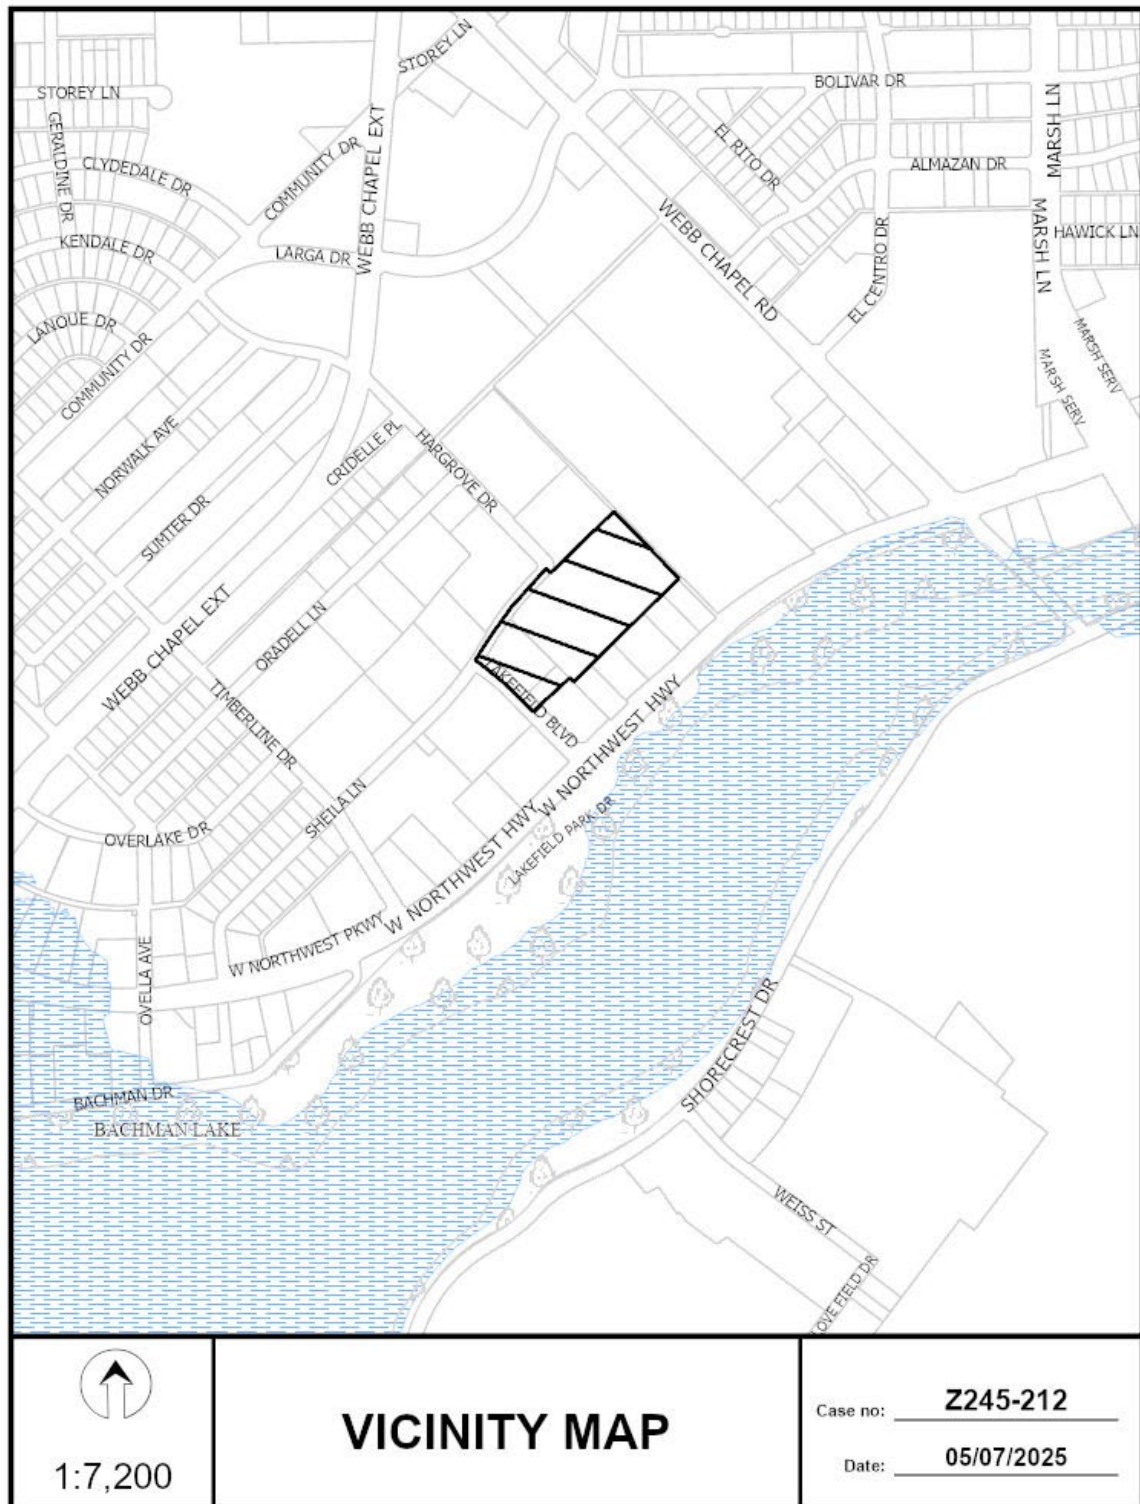 STOREY LN
STOREY LN
BOLIVAR DR
GERALDINE DR
CLYDEDALE DR
COMMUNITY DR
WEBB CHAPEL EXT
EL RITO DR
ALMAZAN DR
MARSH LN
KENDALE DR
LARGA DR
WEBB CHAPEL RD
EL CENTRO DR
MARSH LN
HAWICK LN
LANOUE DR
COMMUNITY DR
MARSH SERV
MARSH SERV
NORWALK AVE
CRIDELLE PL
HARGROVE DR
SUMTER DR
WEBB CHAPEL EXT
ORADELL LN
TIMBERLINE DR
LAKEFIELD BLVD
W NORTHWEST HWY
SHEILA LN
OVERLAKE DR
W NORTHWEST HWY
LAKEFIELD PARK DR
W NORTHWEST PKWY
OVELLA AVE
SHORECREST DR
BACHMAN DR
BACHMAN LAKE
WEISS ST
LOVE FIELD DR
1:7,200
VICINITY MAP
Case no: Z245-212
Date: 05/07/2025